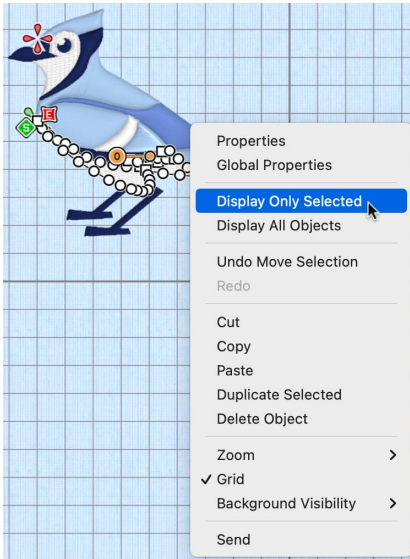 S
E
O
Properties
Global Properties
Display Only Selected
Display All Objects
Undo Move Selection
Redo
Cut
Copy
Paste
Duplicate Selected
Delete Object
Zoom
Grid
Background Visibility
Send